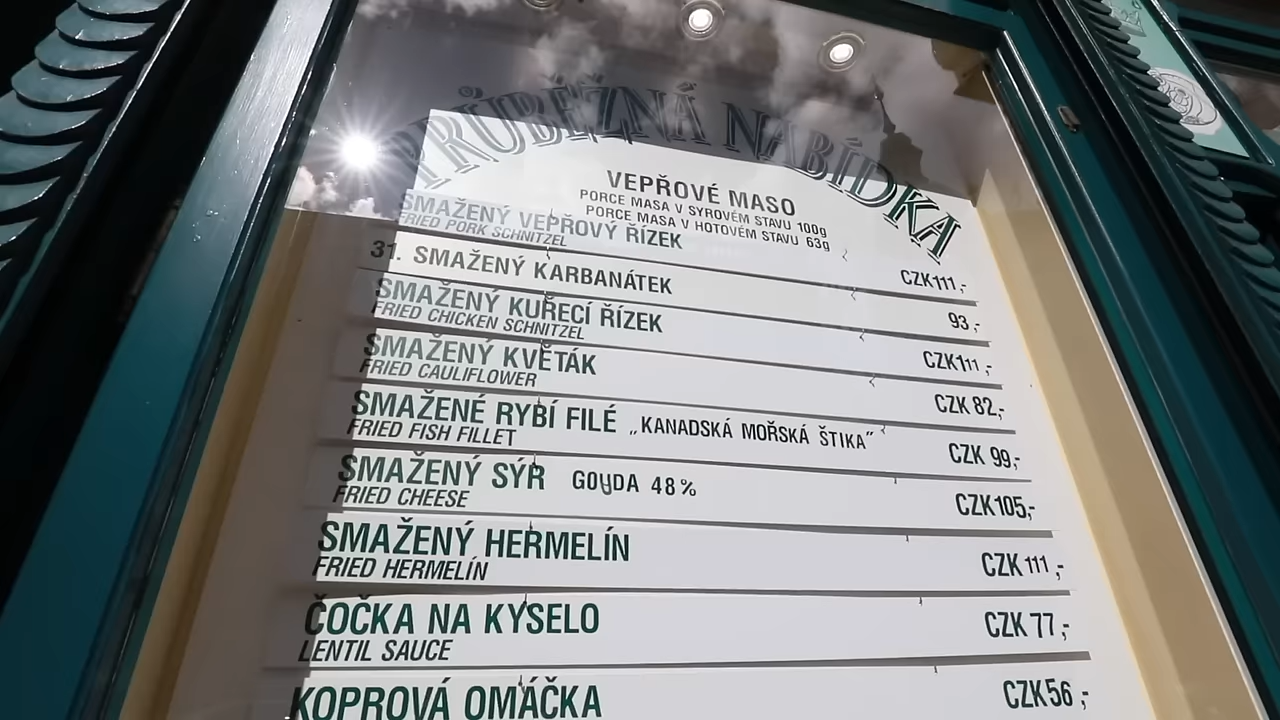 PRŮBĚŽNÁ NABÍDKA
VEPŘOVÉ MASO
PORCE MASA V SYROVÉM STAVU 100g
PORCE MASA V HOTOVÉM STAVU 63g
SMAŽENÝ VEPŘOVÝ ŘÍZEK
FRIED PORK SCHNITZEL
CZK111,-
31. SMAŽENÝ KARBANÁTEK
93,-
SMAŽENÝ KUŘECÍ ŘÍZEK
FRIED CHICKEN SCHNITZEL
CZK111,-
SMAŽENÝ KVĚTÁK
FRIED CAULIFLOWER
CZK 82,-
SMAŽENÉ RYBÍ FILÉ „KANADSKÁ MOŘSKÁ ŠTIKA"
FRIED FISH FILLET
CZK 99,-
SMAŽENÝ SÝR GOUDA 48%
FRIED CHEESE
CZK105,-
SMAŽENÝ HERMELÍN
FRIED HERMELÍN
CZK 111,-
ČOČKA NA KYSELO
LENTIL SAUCE
CZK 77,-
KOPROVÁ OMÁČKA
CZK56,-